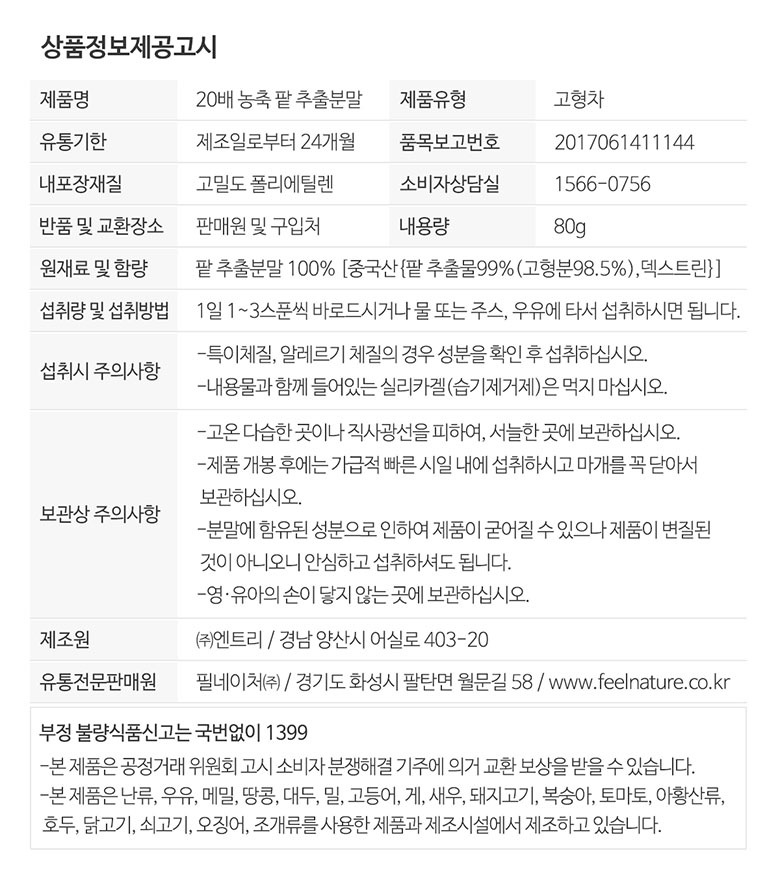 상품정보제공고시
제품명 20배 농축 팥 추출분말 제품유형 고형차
유통기한 제조일로부터 24개월 품목보고번호 2017061411144
내포장재질 고밀도 폴리에틸렌 소비자상담실 1566-0756
반품 및 교환장소 판매원 및 구입처 내용량 80g
원재료 및 함량 팥 추출분말 100% [중국산{팥 추출물99%(고형분98.5%),덱스트린}]
섭취량 및 섭취방법 1일 1~3스푼씩 바로드시거나 물 또는 주스, 우유에 타서 섭취하시면 됩니다.
섭취시 주의사항 -특이체질, 알레르기 체질의 경우 성분을 확인 후 섭취하십시오.
-내용물과 함께 들어있는 실리카겔(습기제거제)은 먹지 마십시오.
보관상 주의사항 -고온 다습한 곳이나 직사광선을 피하여, 서늘한 곳에 보관하십시오.
-제품 개봉 후에는 가급적 빠른 시일 내에 섭취하시고 마개를 꼭 닫아서
보관하십시오.
-분말에 함유된 성분으로 인하여 제품이 굳어질 수 있으나 제품이 변질된
것이 아니오니 안심하고 섭취하셔도 됩니다.
-영·유아의 손이 닿지 않는 곳에 보관하십시오.
제조원 ㈜엔트리 / 경남 양산시 어실로 403-20
유통전문판매원 필네이처㈜ / 경기도 화성시 팔탄면 월문길 58 / www.feelnature.co.kr
부정 불량식품신고는 국번없이 1399
-본 제품은 공정거래 위원회 고시 소비자 분쟁해결 기주에 의거 교환 보상을 받을 수 있습니다.
-본 제품은 난류, 우유, 메밀, 땅콩, 대두, 밀, 고등어, 게, 새우, 돼지고기, 복숭아, 토마토, 아황산류,
호두, 닭고기, 쇠고기, 오징어, 조개류를 사용한 제품과 제조시설에서 제조하고 있습니다.